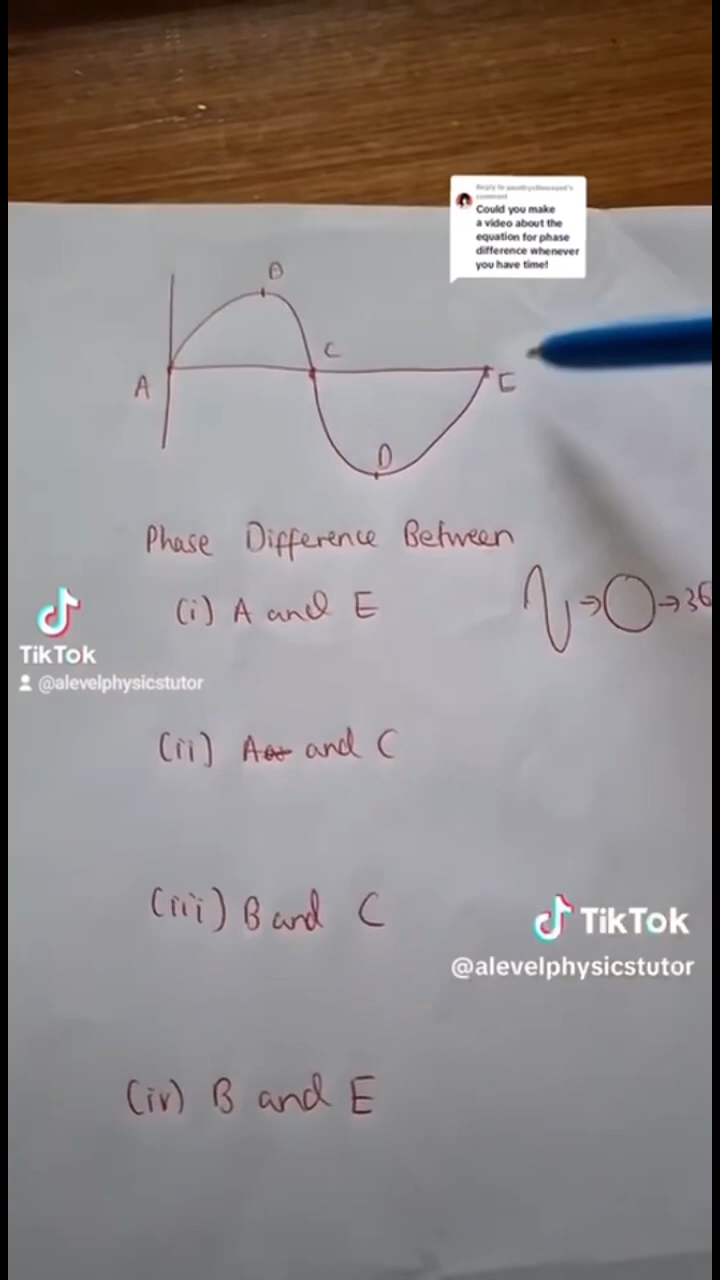 Could you make
a video about the
equation for phase
difference whenever
you have time!
B
C
A
E
D
Phase Difference Between
(i) A and E
→ → 36
(ii) A and C
(iii) B and C
(iv) B and E
TikTok
@alevelphysicstutor
TikTok
@alevelphysicstutor